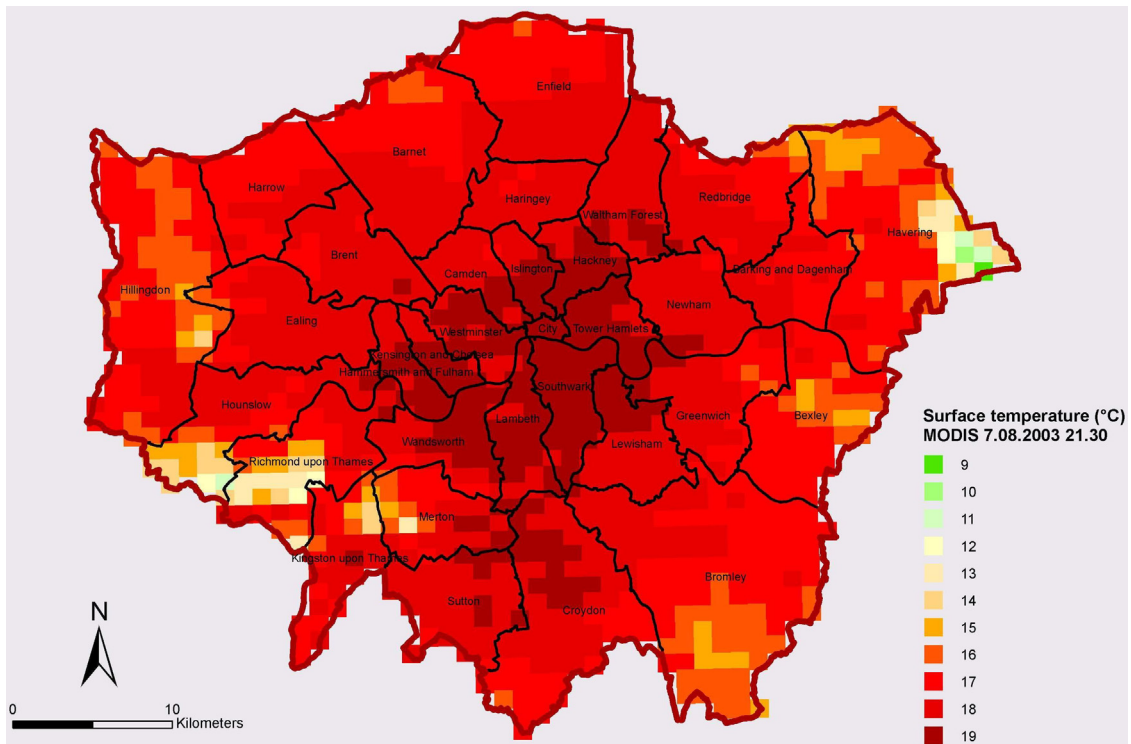 Enfield
Barnet
Harrow
Haringey
Redbridge
Waltham Forest
Havering
Brent
Hackney
Islington
Camden
Barking and Dagenham
Hillingdon
Newham
Ealing
Westminster
City
Tower Hamlets
Kensington and Chelsea
Hammersmith and Fulham
Southwark
Hounslow
Lambeth
Greenwich
Bexley
Wandsworth
Lewisham
Richmond upon Thames
Merton
Kingston upon Thames
Bromley
Sutton
Croydon
Surface temperature (°C)
MODIS 7.08.2003 21.30
9
10
11
12
13
14
15
16
17
18
19
N
0
10
Kilometers